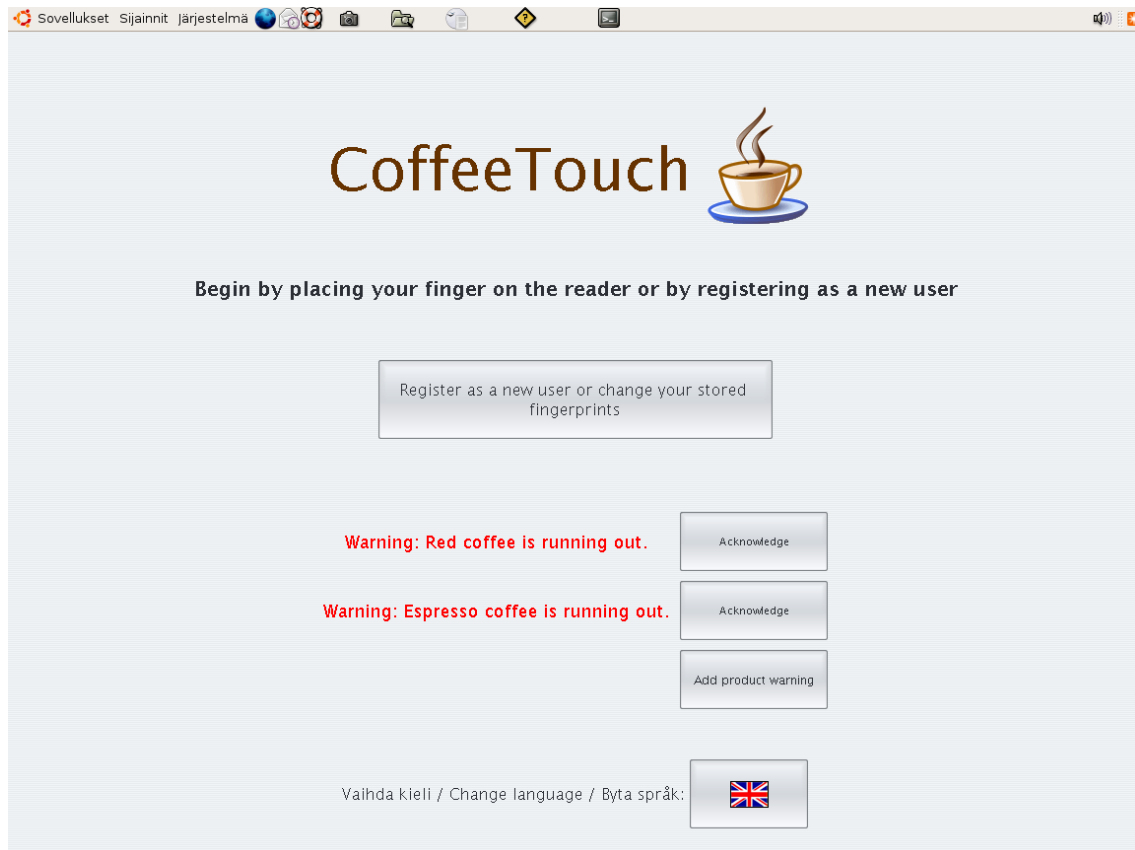 Sovellukset Sijainnit Järjestelmä
CoffeeTouch
Begin by placing your finger on the reader or by registering as a new user
Register as a new user or change your stored
fingerprints
Warning: Red coffee is running out.
Acknowledge
Warning: Espresso coffee is running out.
Acknowledge
Add product warning
Vaihda kieli / Change language / Byta språk: